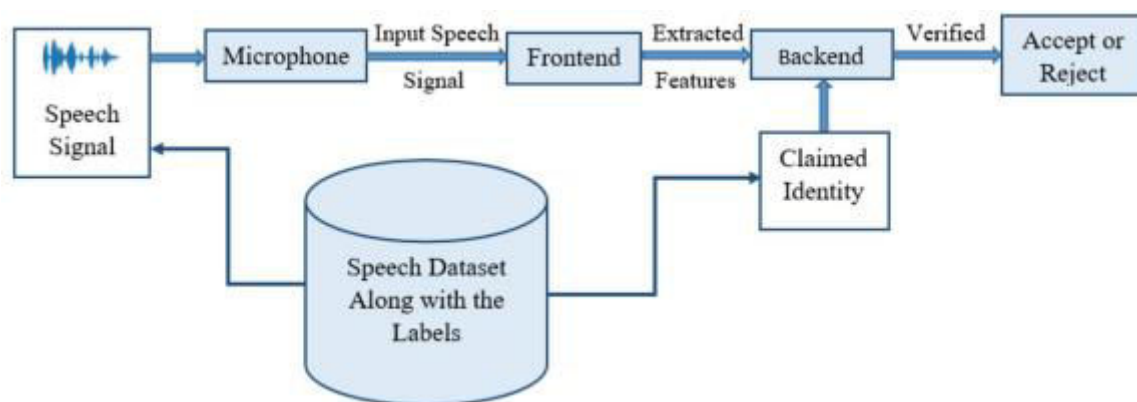 Speech
Signal
Microphone
Input Speech
Signal
Frontend
Extracted
Features
Backend
Verified
Accept or
Reject
Claimed
Identity
Speech Dataset
Along with the
Labels